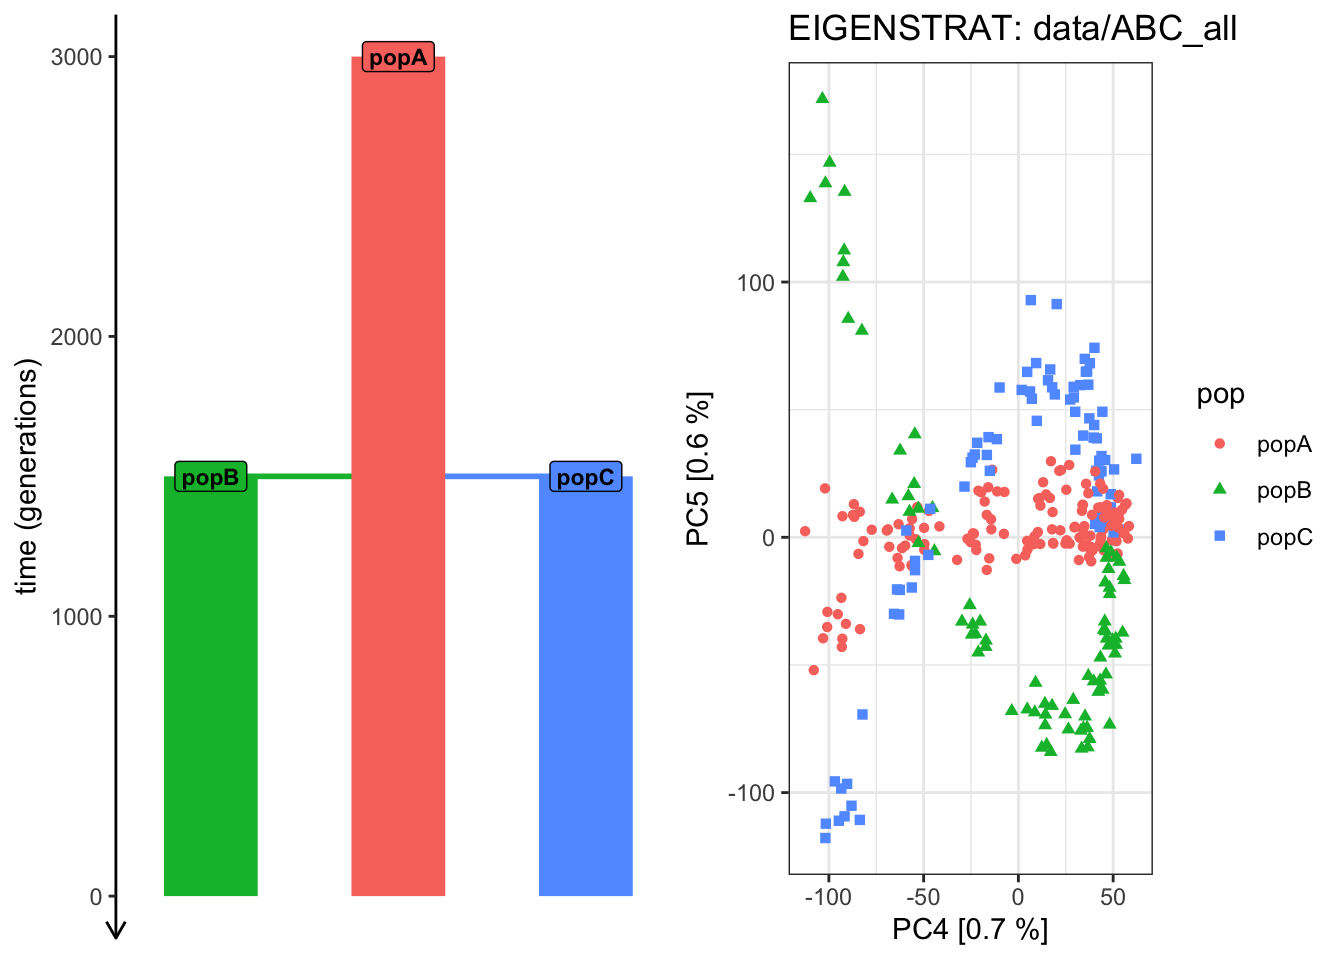 time (generations)
3000
2000
1000
0
popA
popB
popC
EIGENSTRAT: data/ABC_all
PC5 [0.6 %]
100
0
-100
-100
-50
0
50
PC4 [0.7 %]
pop
popA
popB
popC